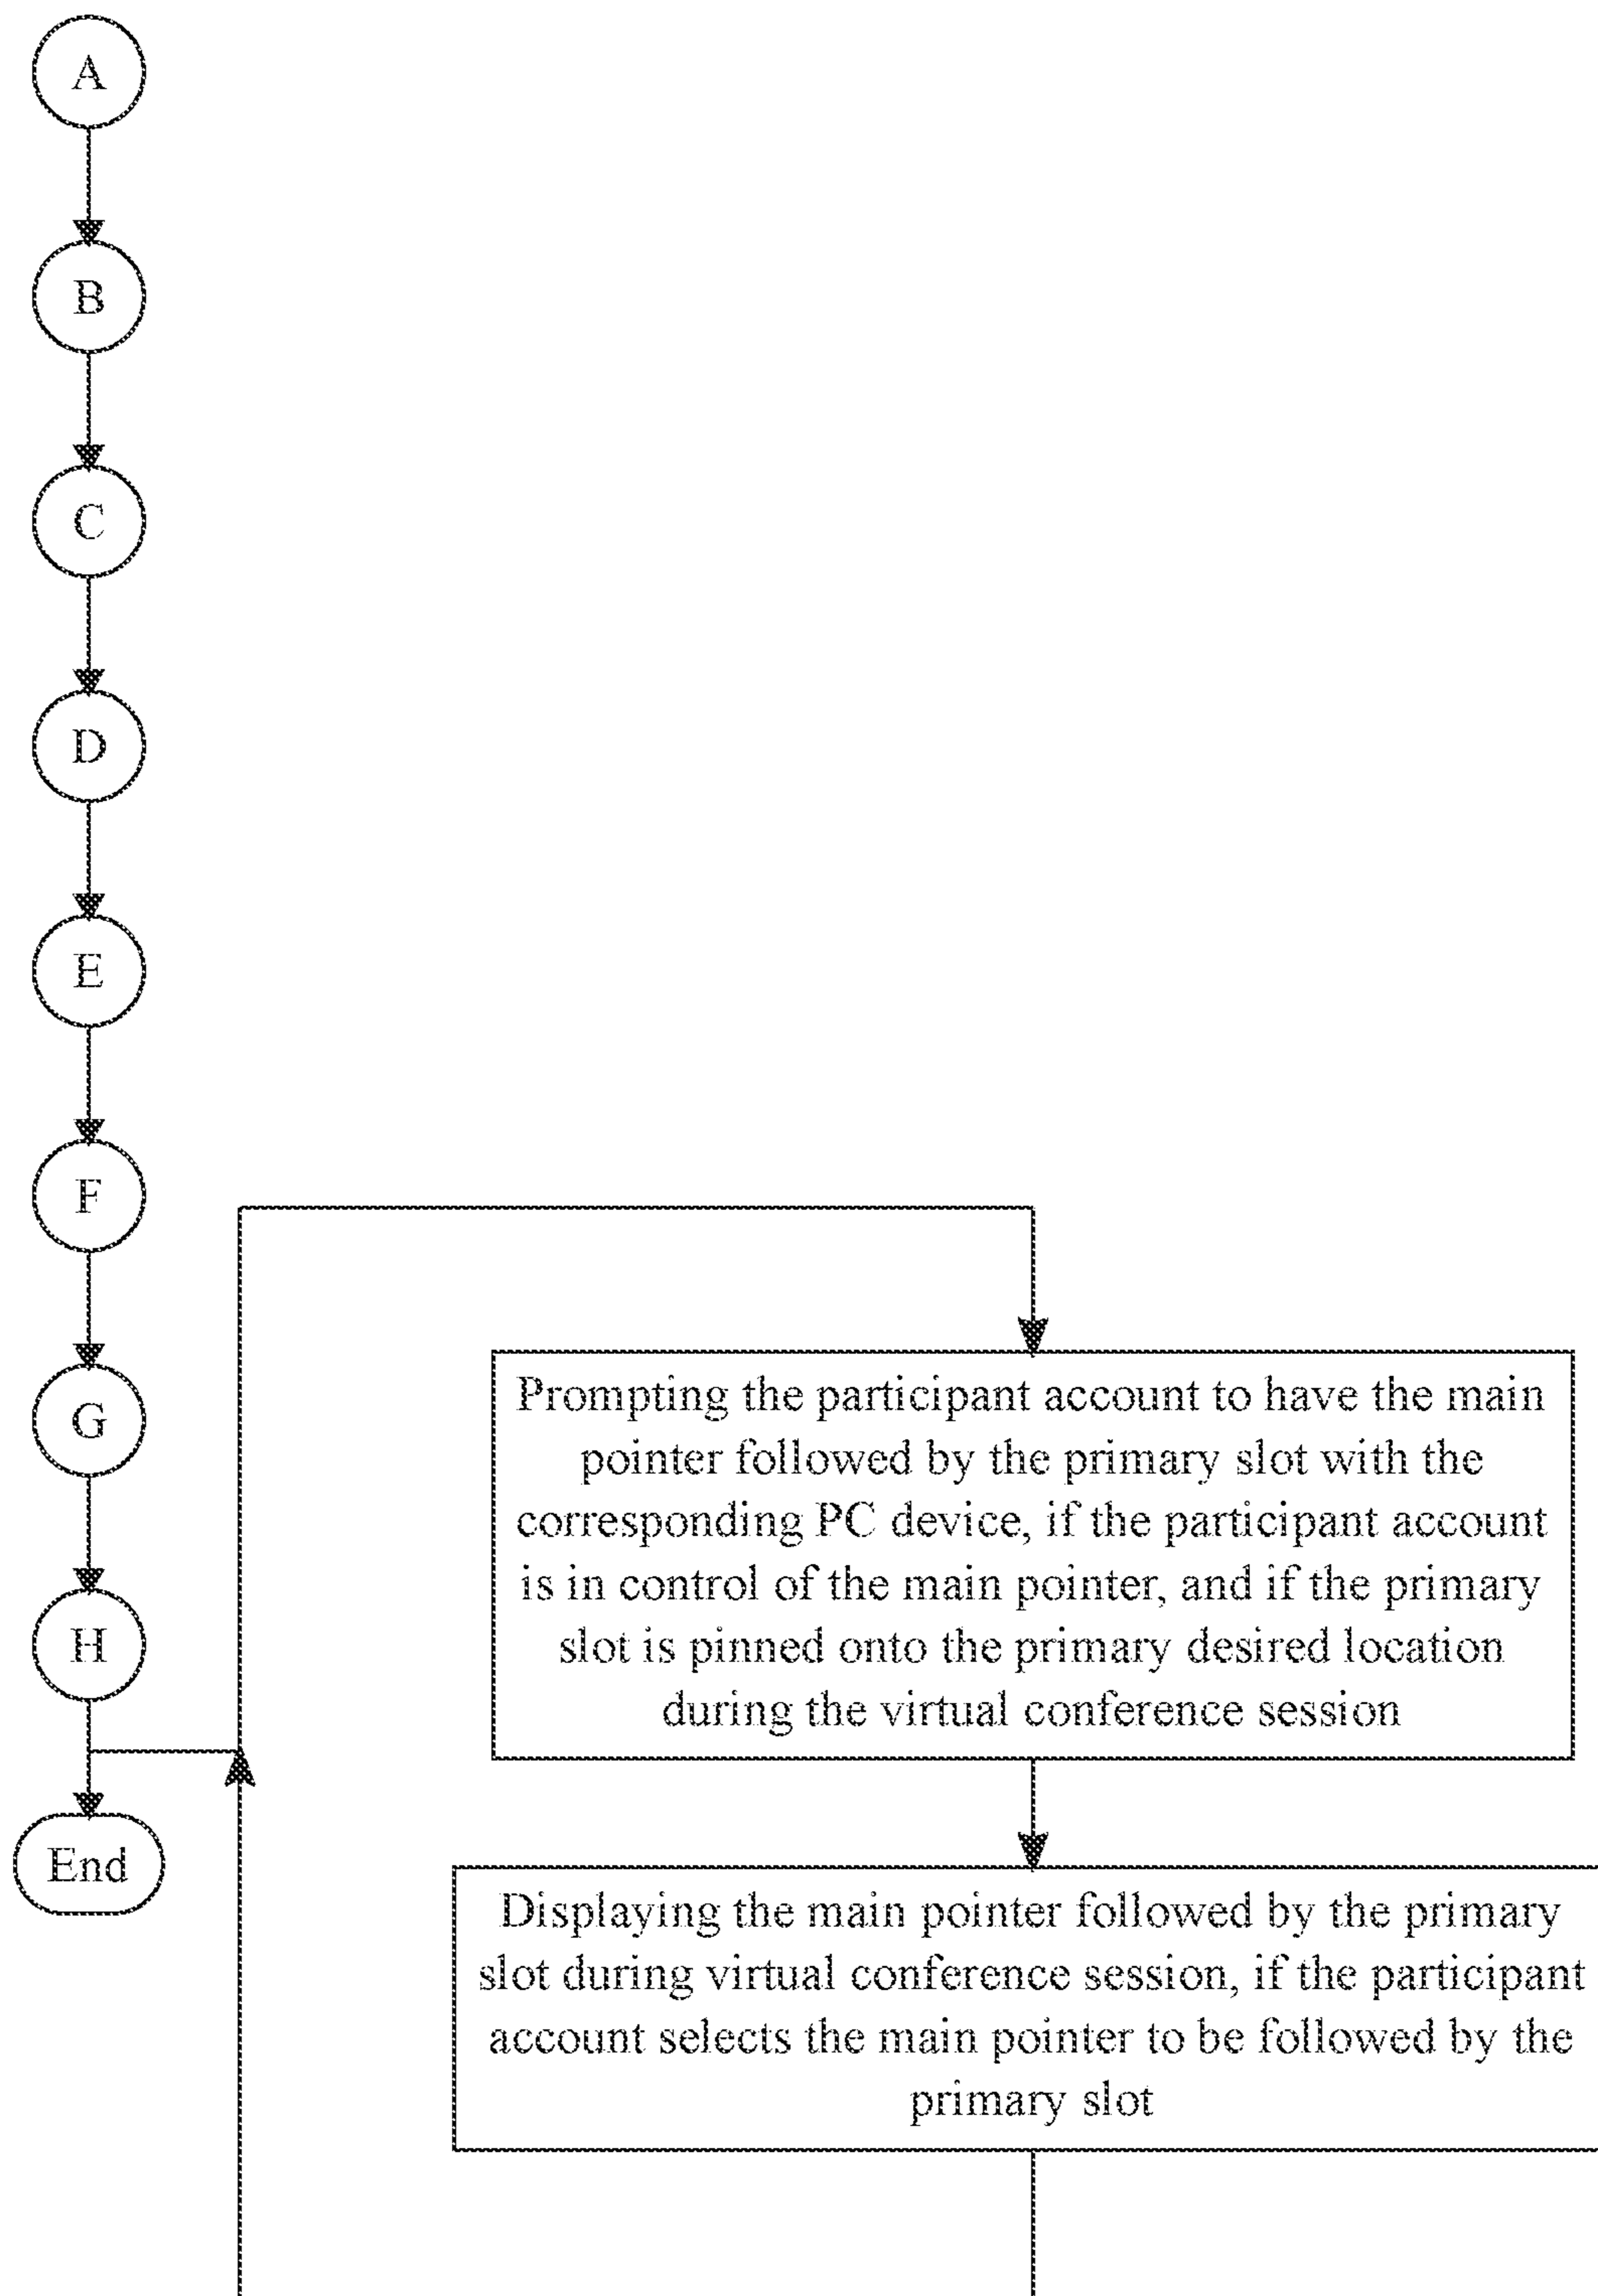 A
B
C
D
E
F
G
H
End
Prompting the participant account to have the main
pointer followed by the primary slot with the
corresponding PC device, if the participant account
is in control of the main pointer, and if the primary
slot is pinned onto the primary desired location
during the virtual conference session
Displaying the main pointer followed by the primary
slot during virtual conference session, if the participant
account selects the main pointer to be followed by the
primary slot